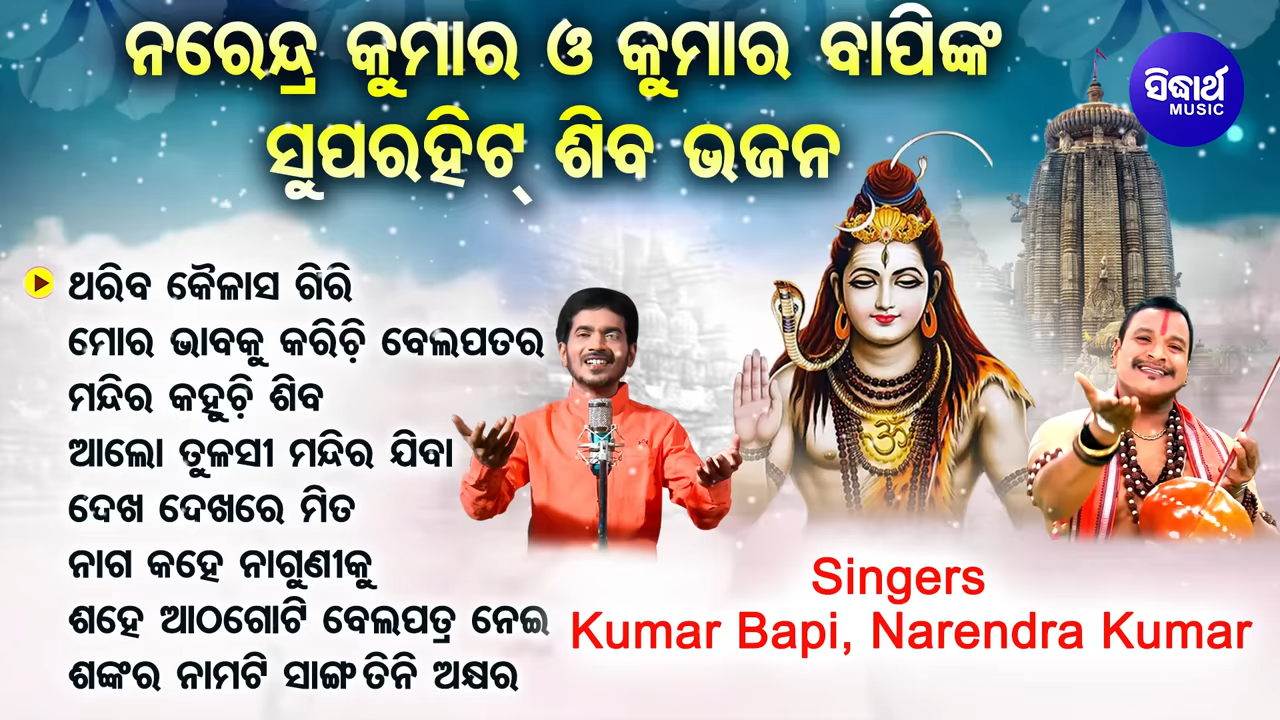 ନରେନ୍ଦ୍ର କୁମାର ଓ କୁମାର ବାପିଙ୍କ
ସୁପରହିଟ୍ ଶିବ ଭଜନ
ସିଦ୍ଧାର୍ଥ
MUSIC
ଥରିବ କୈଳାସ ଗିରି
ମୋର ଭାବକୁ କରିଚ଼ି ବେଲପତର
ମନ୍ଦିର କହୁଚ଼ି ଶିବ
ଆଲୋ ତୁଳସୀ ମନ୍ଦିର ଯିବା
ଦେଖ ଦେଖରେ ମିତ
ନାଗ କହେ ନାଗୁଣୀକୁ
ଶହେ ଆଠଗୋଟି ବେଲପତ୍ର ନେଇ
ଶଙ୍କର ନାମଟି ସାଙ୍ଗ ତିନି ଅକ୍ଷର
Singers
Kumar Bapi, Narendra Kumar